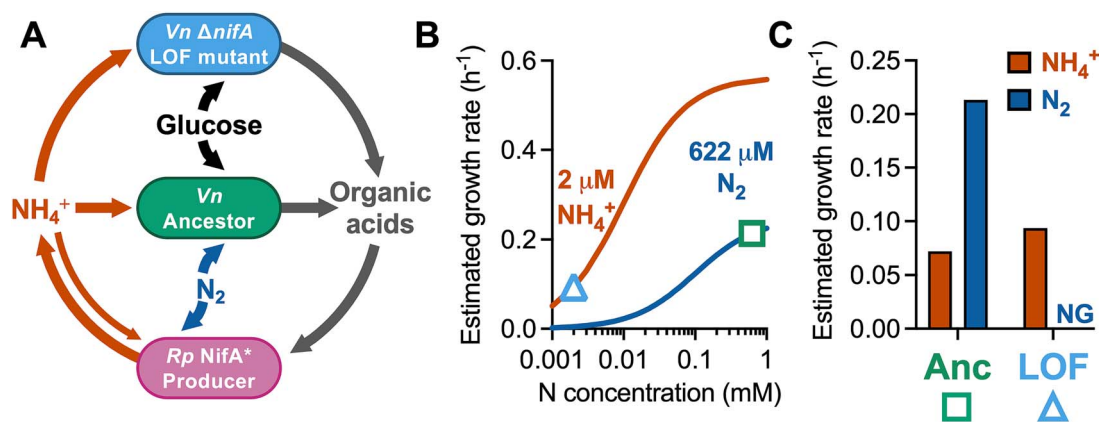 A
Vn ΔnifA
LOF mutant
Glucose
NH₄⁺
Vn
Ancestor
Organic
acids
N₂
Rp NifA*
Producer
B
Estimated growth rate (h⁻¹)
0.6
0.4
0.2
0.0
2 μM
NH₄⁺
622 μM
N₂
0.001
0.01
0.1
1
N concentration (mM)
C
Estimated growth rate (h⁻¹)
0.25
0.20
0.15
0.10
0.05
0.00
NH₄⁺
N₂
NG
Anc
LOF